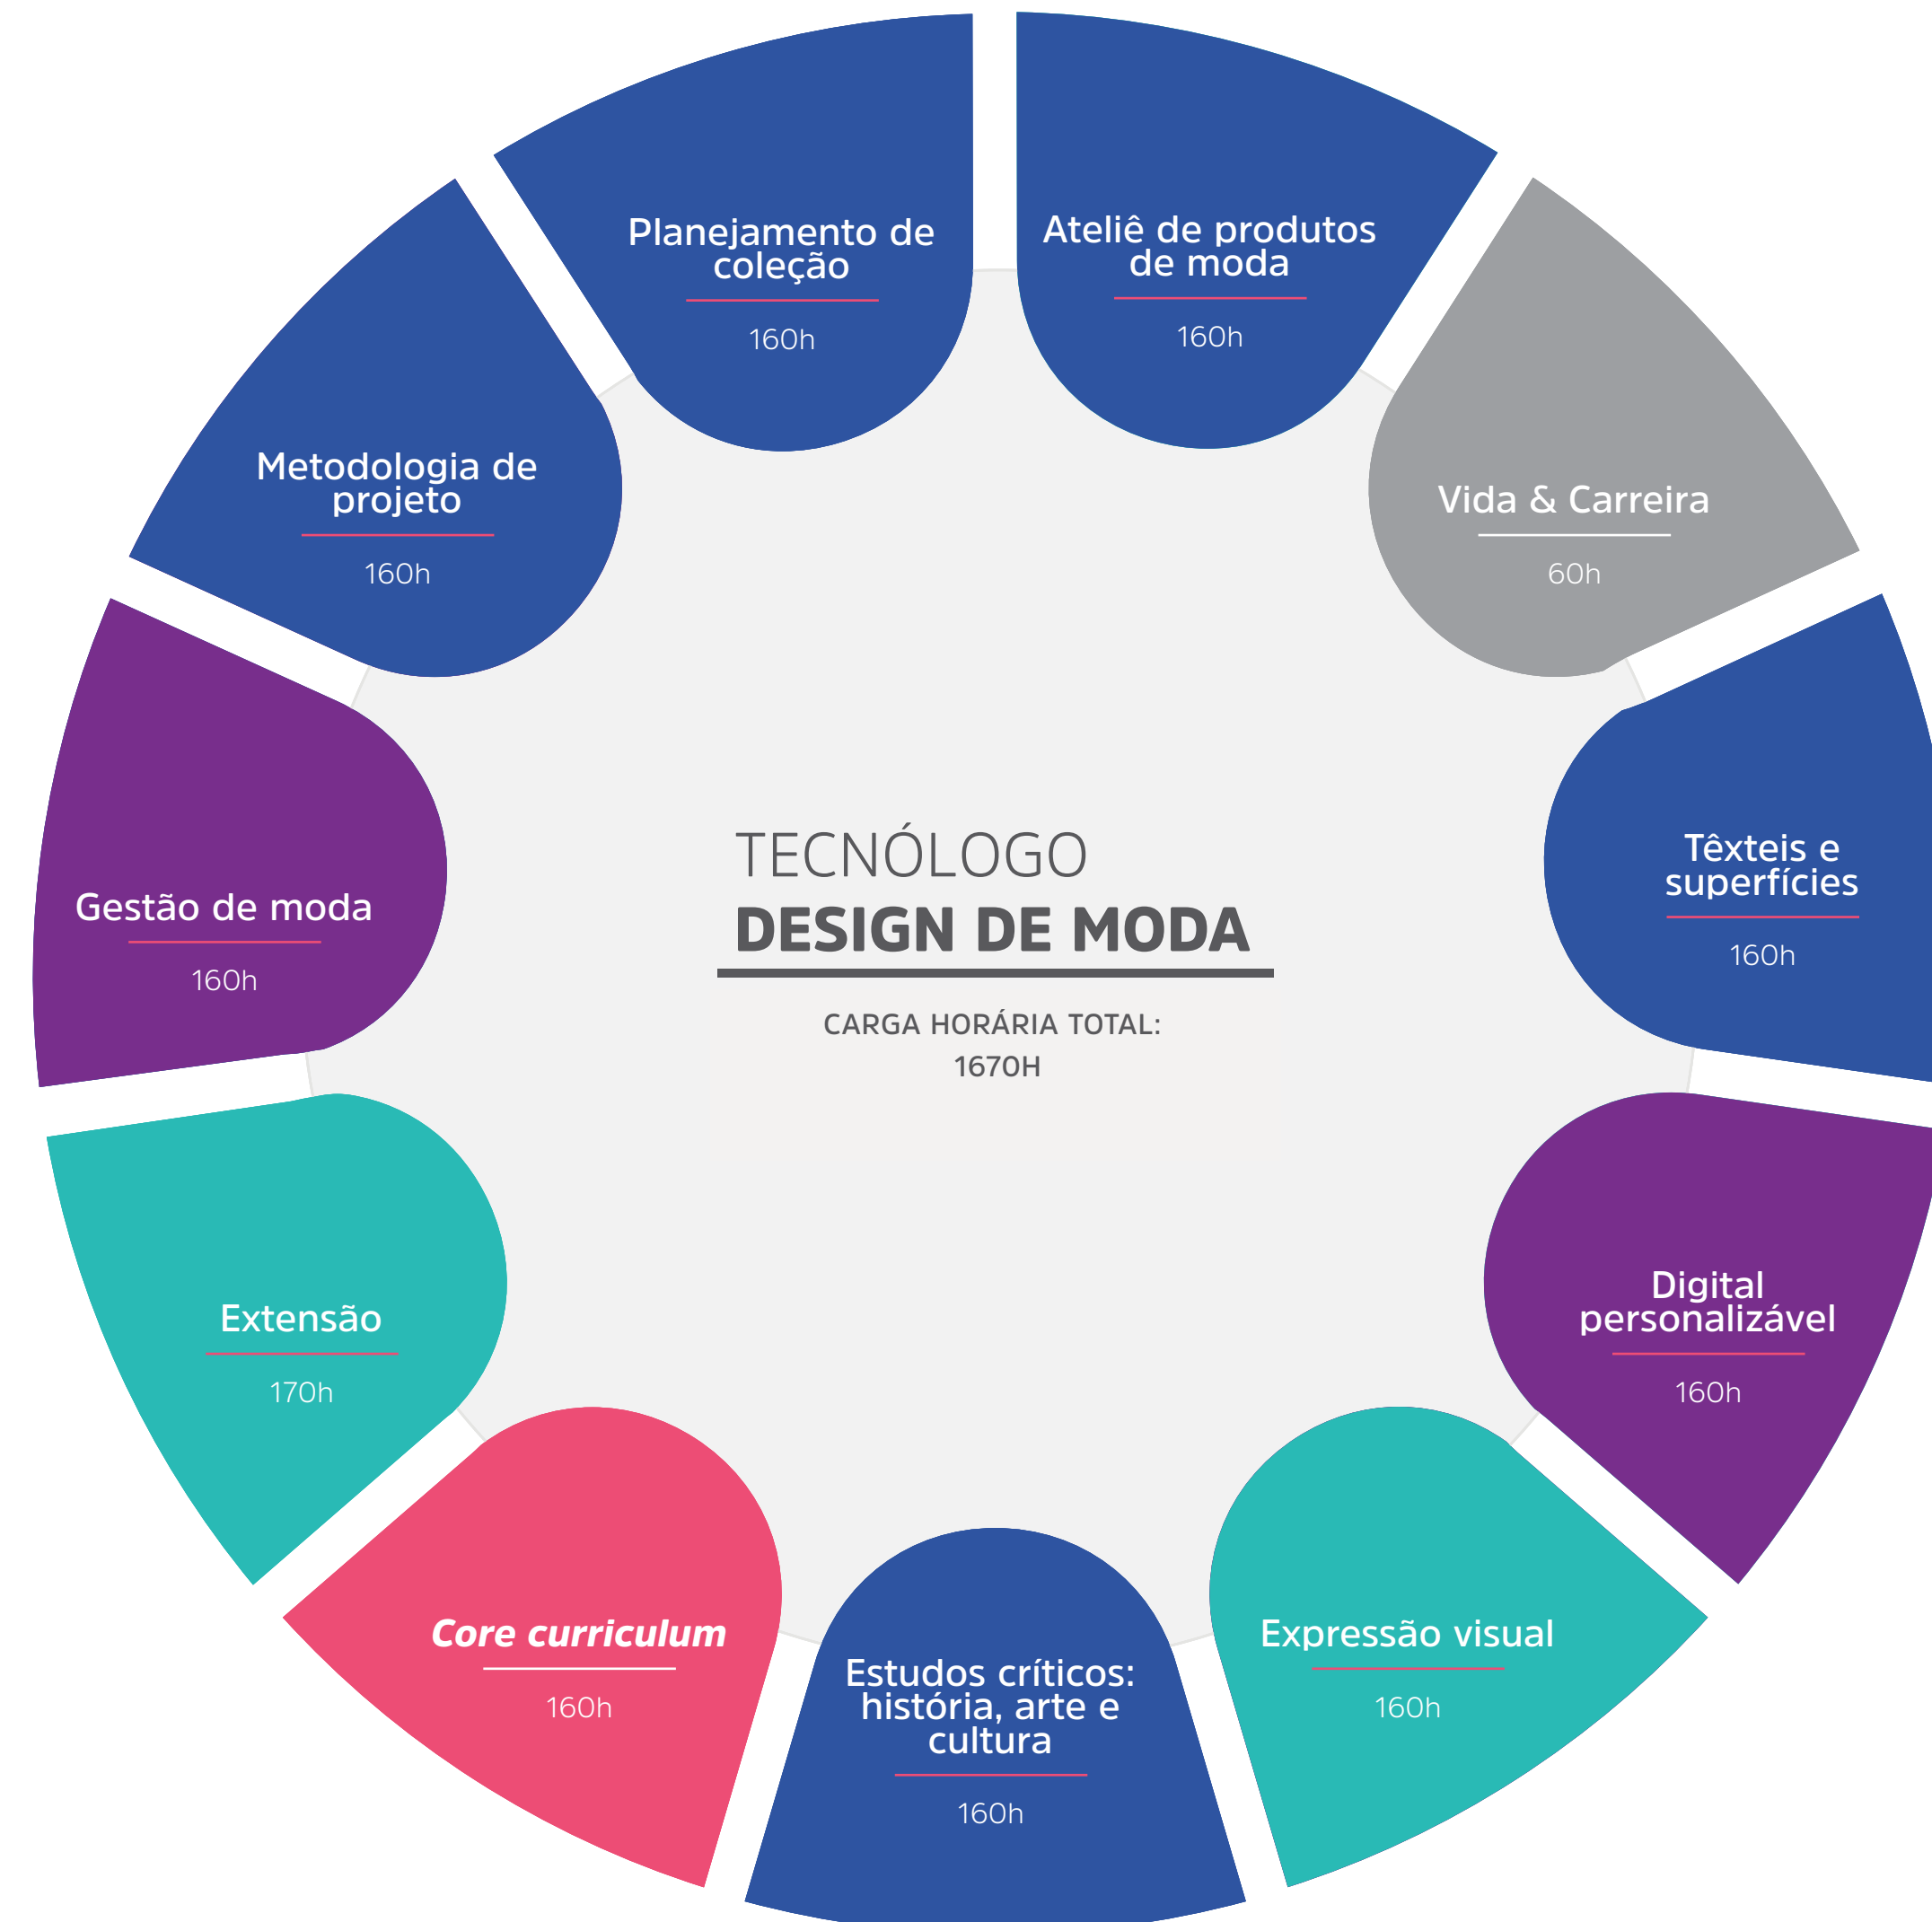 Planejamento de
coleção
160h
Ateliê de produtos
de moda
160h
Vida & Carreira
60h
Têxteis e
superfícies
160h
Digital
personalizável
160h
Expressão visual
160h
Estudos críticos:
história, arte e
cultura
160h
Core curriculum
160h
Extensão
170h
Gestão de moda
160h
Metodologia de
projeto
160h
TECNÓLOGO
DESIGN DE MODA
CARGA HORÁRIA TOTAL:
1670H